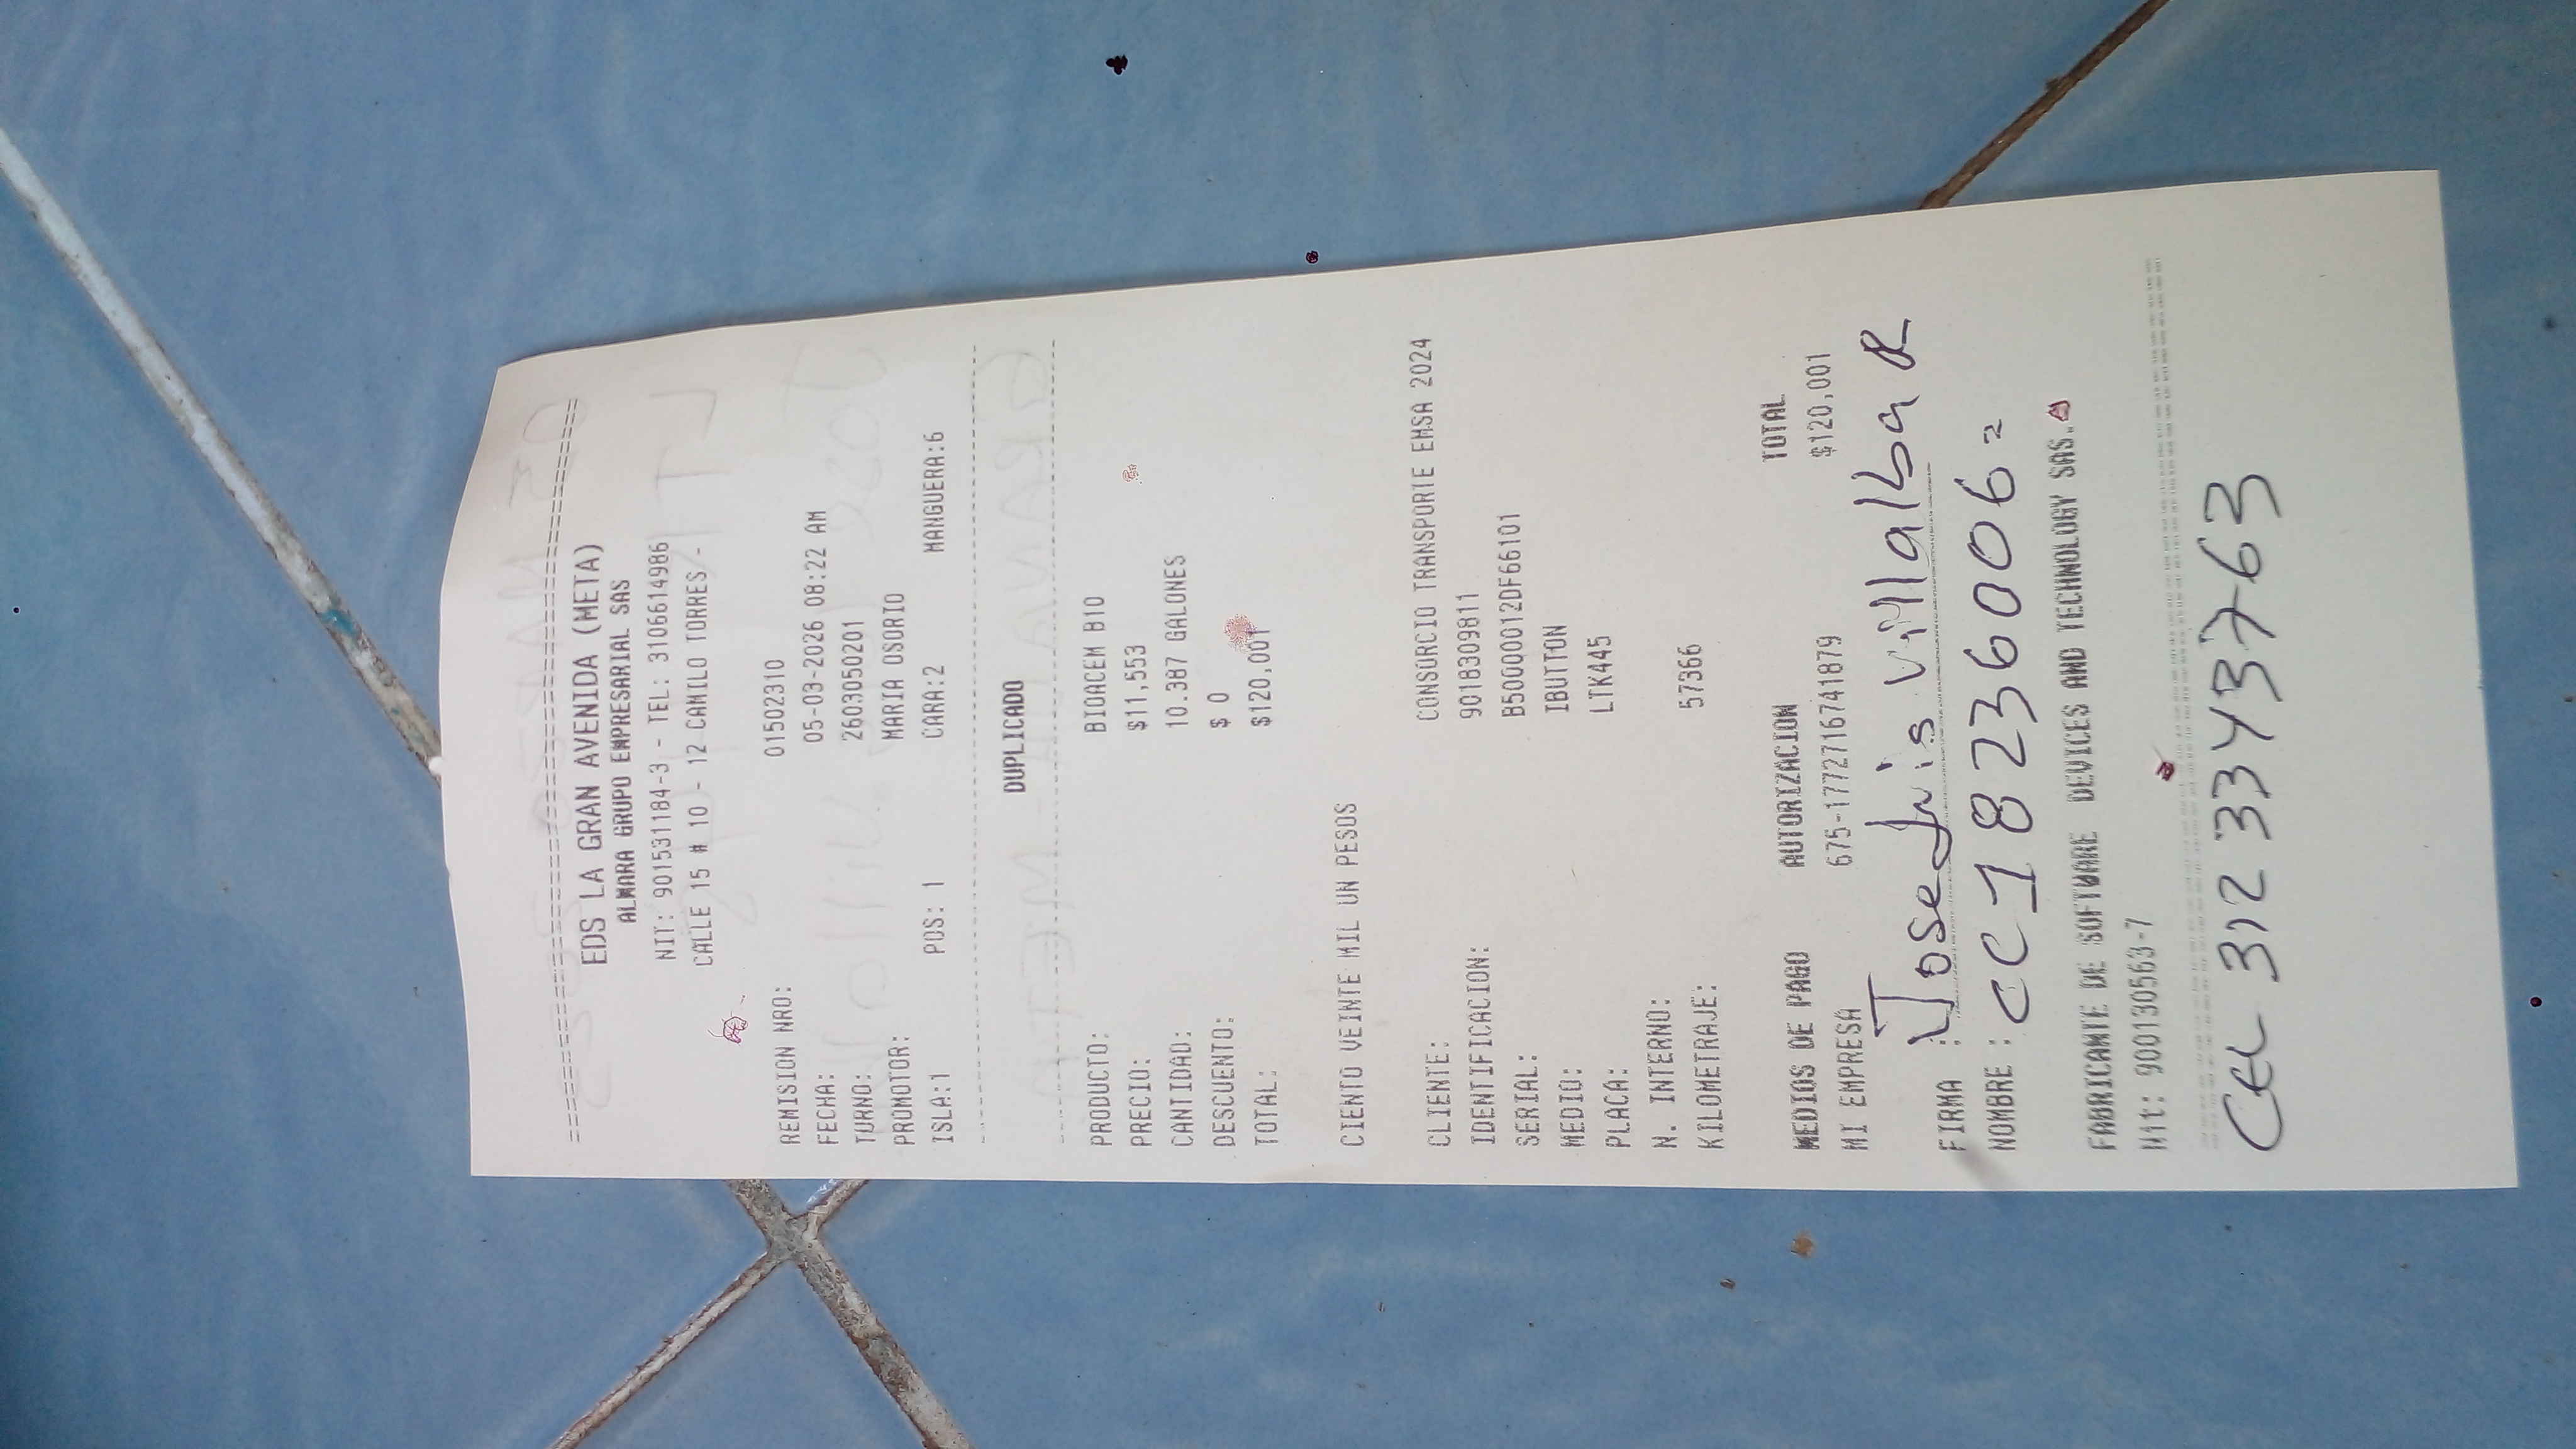 EDS LA GRAN AVENIDA (META)
ALMARA GRUPO EMPRESARIAL SAS
NIT: 901531184-3 - TEL: 3106614986
CALLE 15 # 10 - 12 CAMILO TORRES -
REMISION NRO: 01502310
FECHA: 05-03-2026 08:22 AM
TURNO: 2603050201
PROMOTOR: MARIA OSORIO
ISLA:1 POS: 1 CARA:2 MANGUERA:6
DUPLICADO
PRODUCTO: BIOACEM B10
PRECIO: $11,553
CANTIDAD: 10.387 GALONES
DESCUENTO: $ 0
TOTAL: $120,001
CIENTO VEINTE MIL UN PESOS
CLIENTE: CONSORCIO TRANSPORTE EMSA 2024
IDENTIFICACION: 9018309811
SERIAL: B500000012DF66101
MEDIO: IBUTTON
PLACA: LTK445
N. INTERNO:
KILOMETRAJE: 57366
MEDIOS DE PAGO AUTORIZACION TOTAL
MI EMPRESA 675-1772716741879 $120,001
FIRMA : Jose Luis Villalba R
NOMBRE : CC 18236006=
FABRICANTE DE SOFTWARE DEVICES AND TECHNOLOGY SAS.
Nit: 900130563-7
Cel 3123343763